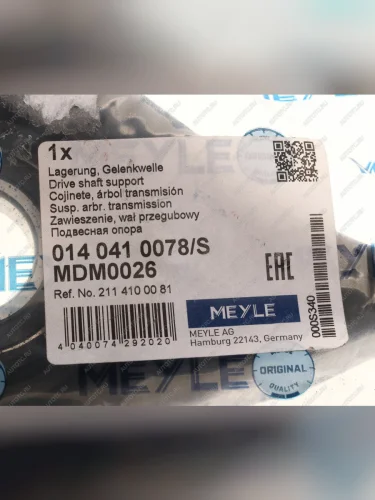 1x
Lagerung, Gelenkwelle
Drive shaft support
Cojinete, árbol transmisión
Susp. arbr. transmission
Zawieszenie, wał przegubowy
Подвесная опора
014 041 0078/S
MDM0026
Ref. No. 211 410 00 81
EAC
MEYLE
MEYLE AG
Hamburg 22143, Germany
000S340
4 040074 292020
MEYLE
MEYLE
ORIGINAL
QUALITY